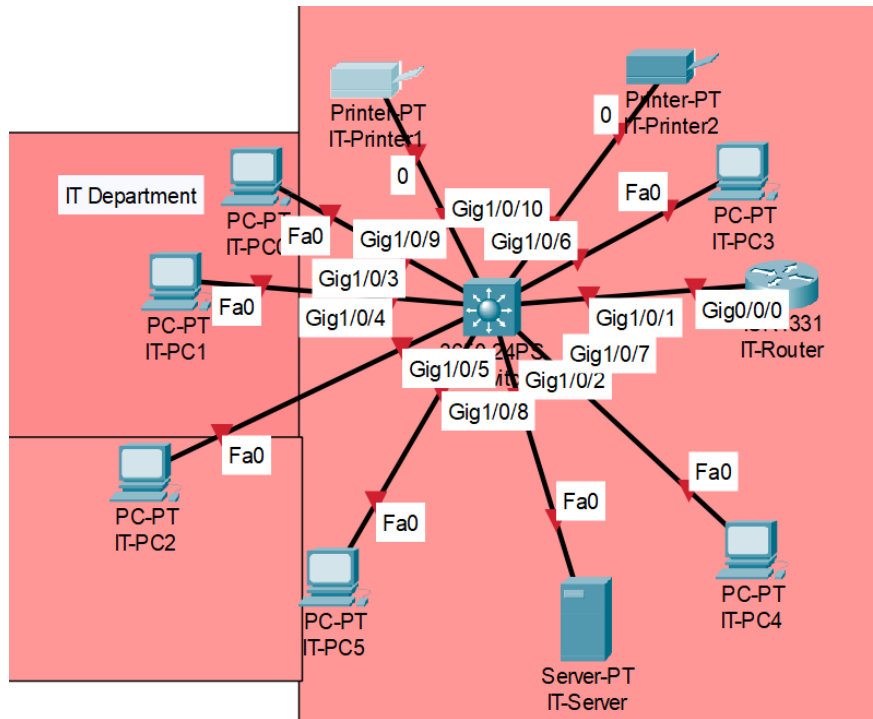 Printer-PT
IT-Printer1
0
Printer-PT
IT-Printer2
0
IT Department
PC-PT
IT-PC0
Fa0
Gig1/0/9
Gig1/0/10
Gig1/0/6
Fa0
PC-PT
IT-PC3
PC-PT
IT-PC1
Fa0
Gig1/0/3
Gig1/0/4
Gig1/0/1
Gig0/0/0
IT-Router
Gig1/0/7
Gig1/0/5
Gig1/0/2
Gig1/0/8
PC-PT
IT-PC2
Fa0
Fa0
PC-PT
IT-PC5
Fa0
Server-PT
IT-Server
Fa0
PC-PT
IT-PC4